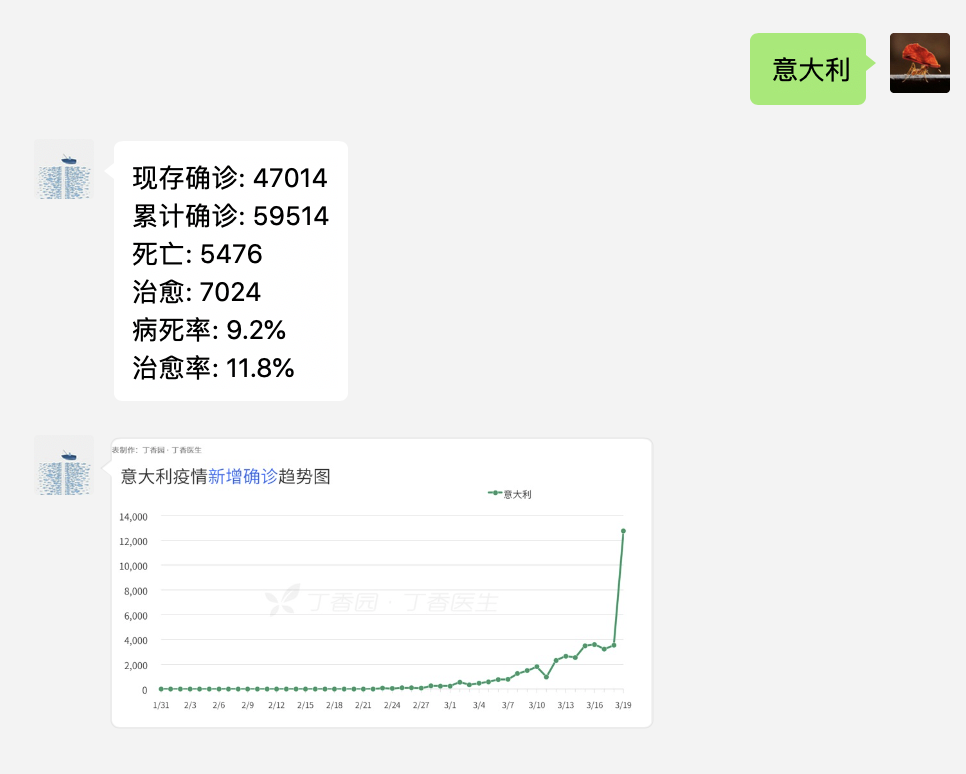 意大利
现存确诊: 47014
累计确诊: 59514
死亡: 5476
治愈: 7024
病死率: 9.2%
治愈率: 11.8%
表制作：丁香园 · 丁香医生
意大利疫情新增确诊趋势图
意大利
14,000
12,000
10,000
8,000
6,000
4,000
2,000
0
丁香园 · 丁香医生
1/31 2/3 2/6 2/9 2/12 2/15 2/18 2/21 2/24 2/27 3/1 3/4 3/7 3/10 3/13 3/16 3/19